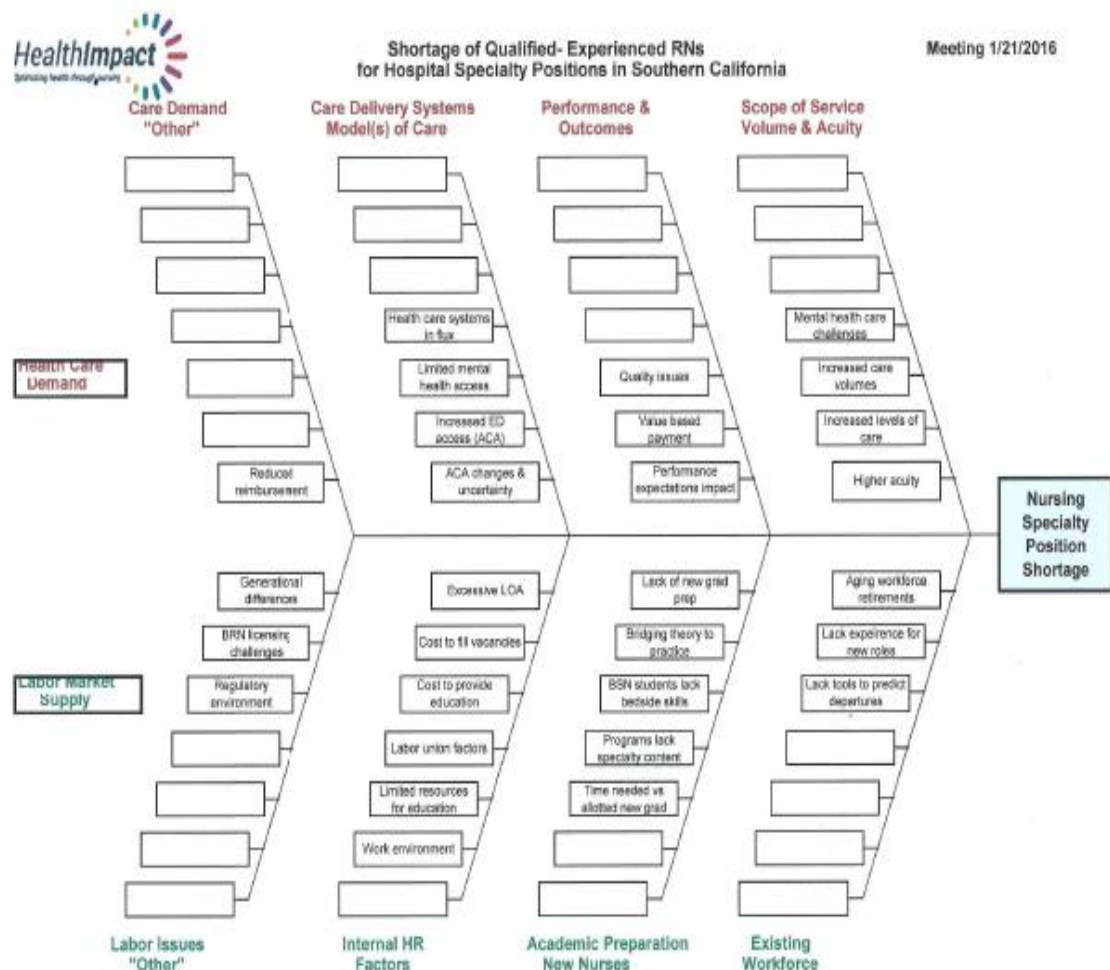 HealthImpact
Optimizing health through nursing
Shortage of Qualified- Experienced RNs
for Hospital Specialty Positions in Southern California
Meeting 1/21/2016
Care Demand
"Other"
Care Delivery Systems
Model(s) of Care
Performance &
Outcomes
Scope of Service
Volume & Acuity
Health care systems
in flux
Mental health care
challenges
Health Care
Demand
Limited mental
health access
Quality issues
Increased care
volumes
Increased ED
access (ACA)
Value based
payment
Increased levels of
care
Reduced
reimbursement
ACA changes &
uncertainty
Performance
expectations impact
Higher acuity
Nursing
Specialty
Position
Shortage
Generational
differences
Excessive LOA
Lack of new grad
prep
Aging workforce
retirements
BRN licensing
challenges
Cost to fill vacancies
Bridging theory to
practice
Lack expeirence for
new roles
Labor Market
Supply
Regulatory
environment
Cost to provide
education
BSN students lack
bedside skills
Lack tools to predict
departures
Labor union factors
Programs lack
specialty content
Limited resources
for education
Time needed vs
allotted new grad
Work environment
Labor Issues
"Other"
Internal HR
Factors
Academic Preparation
New Nurses
Existing
Workforce